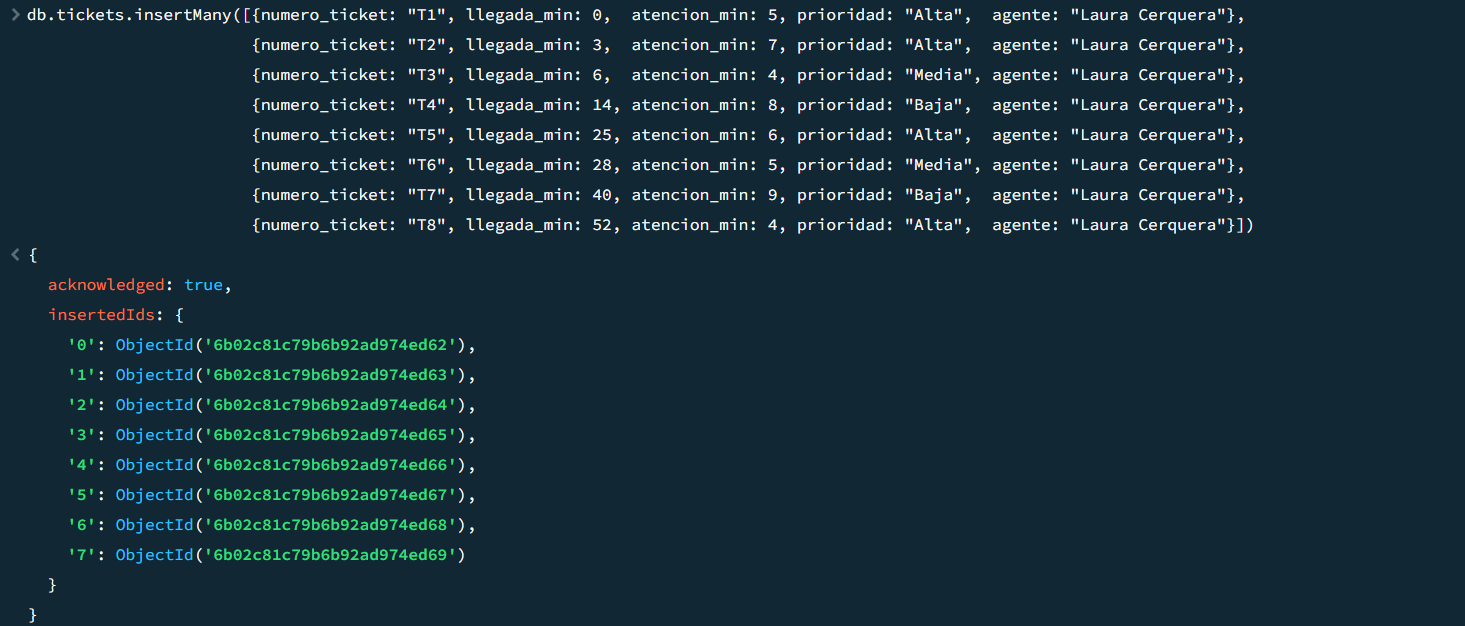 > db.tickets.insertMany([{numero_ticket: "T1", llegada_min: 0,  atencion_min: 5, prioridad: "Alta",  agente: "Laura Cerquera"},
                       {numero_ticket: "T2", llegada_min: 3,  atencion_min: 7, prioridad: "Alta",  agente: "Laura Cerquera"},
                       {numero_ticket: "T3", llegada_min: 6,  atencion_min: 4, prioridad: "Media", agente: "Laura Cerquera"},
                       {numero_ticket: "T4", llegada_min: 14, atencion_min: 8, prioridad: "Baja",  agente: "Laura Cerquera"},
                       {numero_ticket: "T5", llegada_min: 25, atencion_min: 6, prioridad: "Alta",  agente: "Laura Cerquera"},
                       {numero_ticket: "T6", llegada_min: 28, atencion_min: 5, prioridad: "Media", agente: "Laura Cerquera"},
                       {numero_ticket: "T7", llegada_min: 40, atencion_min: 9, prioridad: "Baja",  agente: "Laura Cerquera"},
                       {numero_ticket: "T8", llegada_min: 52, atencion_min: 4, prioridad: "Alta",  agente: "Laura Cerquera"}])
< {
  acknowledged: true,
  insertedIds: {
    '0': ObjectId('6b02c81c79b6b92ad974ed62'),
    '1': ObjectId('6b02c81c79b6b92ad974ed63'),
    '2': ObjectId('6b02c81c79b6b92ad974ed64'),
    '3': ObjectId('6b02c81c79b6b92ad974ed65'),
    '4': ObjectId('6b02c81c79b6b92ad974ed66'),
    '5': ObjectId('6b02c81c79b6b92ad974ed67'),
    '6': ObjectId('6b02c81c79b6b92ad974ed68'),
    '7': ObjectId('6b02c81c79b6b92ad974ed69')
  }
}